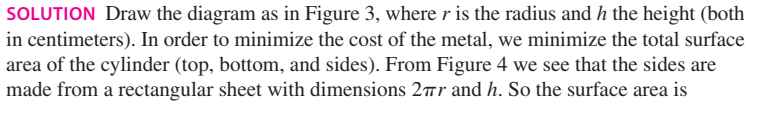 SOLUTION Draw the diagram as in Figure 3, where r is the radius and h the height (both
in centimeters). In order to minimize the cost of the metal, we minimize the total surface
area of the cylinder (top, bottom, and sides). From Figure 4 we see that the sides are
made from a rectangular sheet with dimensions 2πr and h. So the surface area is